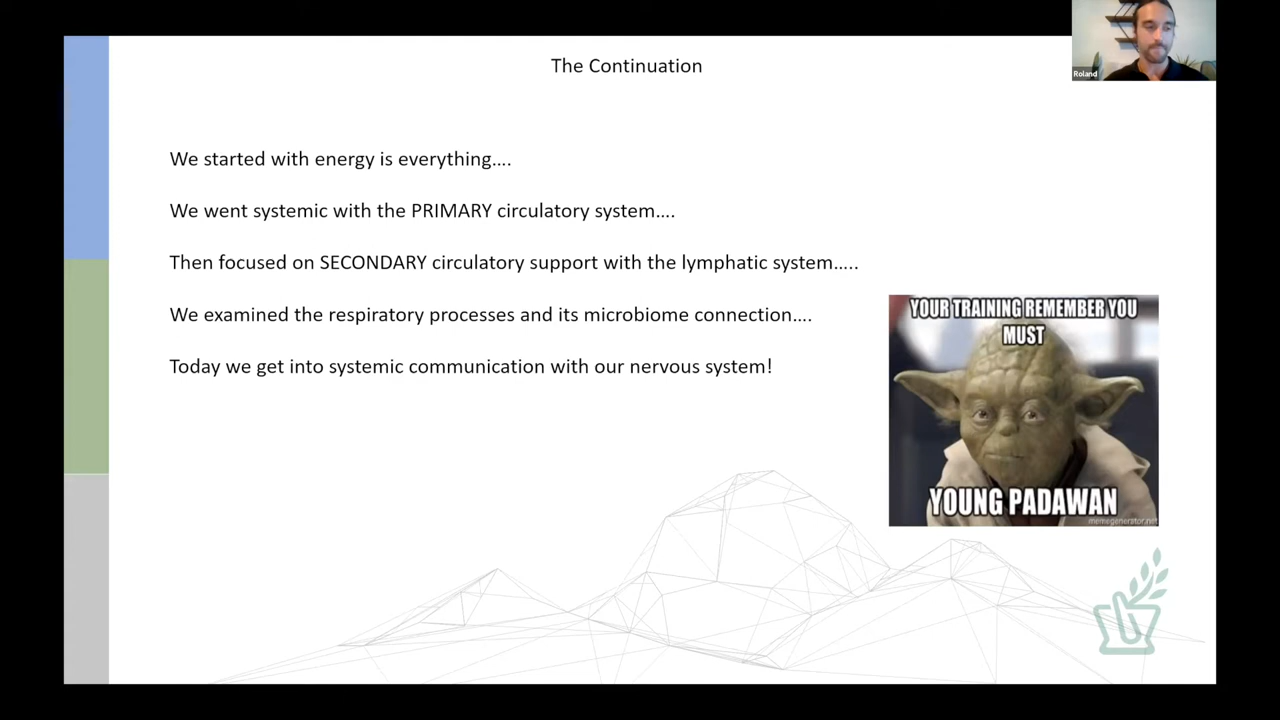 Roland
The Continuation
We started with energy is everything....
We went systemic with the PRIMARY circulatory system....
Then focused on SECONDARY circulatory support with the lymphatic system.....
We examined the respiratory processes and its microbiome connection....
Today we get into systemic communication with our nervous system!
YOUR TRAINING REMEMBER YOU
MUST
YOUNG PADAWAN
memegenerator.net